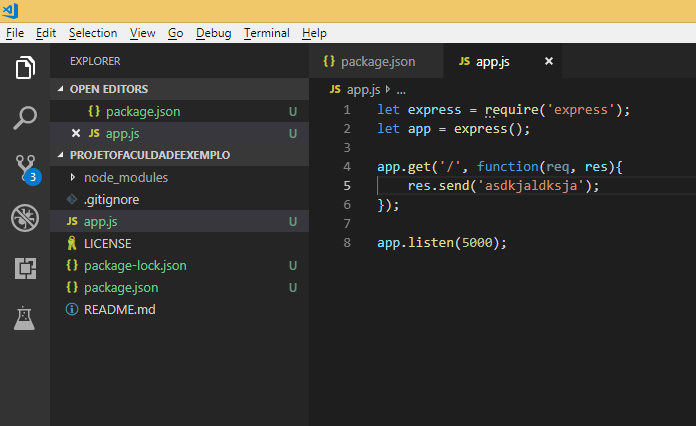 File Edit Selection View Go Debug Terminal Help
EXPLORER
OPEN EDITORS
{} package.json U
× JS app.js U
PROJETOFACULDADEEXEMPLO
node_modules
.gitignore
JS app.js U
LICENSE
{} package-lock.json U
{} package.json U
README.md
3
{} package.json
JS app.js ×
JS app.js › ...
1 let express = require('express');
2 let app = express();
3
4 app.get('/', function(req, res){
5 res.send('asdkjaldksja');
6 });
7
8 app.listen(5000);